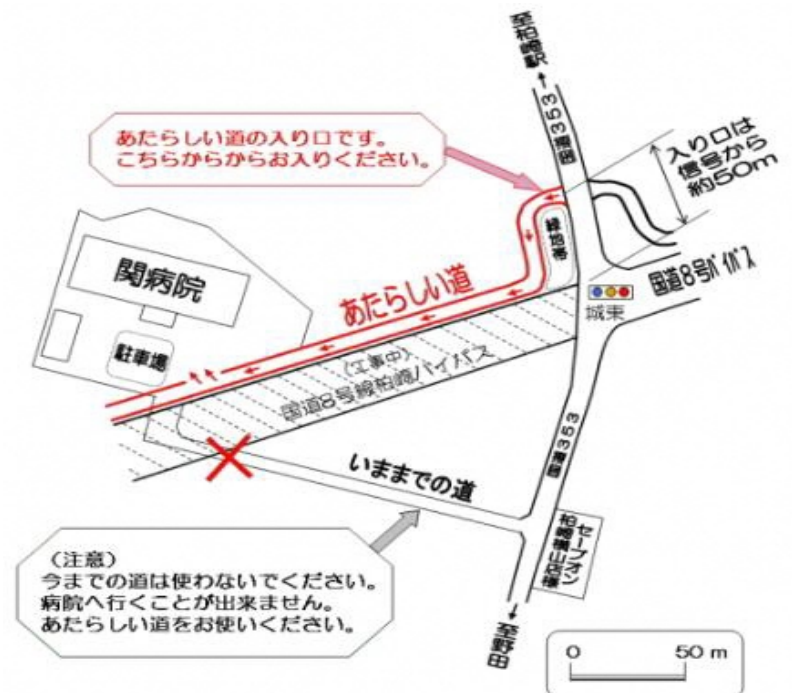 至柏崎駅
国道353
あたらしい道の入り口です。
こちらからからお入りください。
入り口は
信号から
約50m
緑地帯
関病院
駐車場
あたらしい道
国道8号バイパス
城東
(工事中)
国道8号線柏崎バイパス
国道353
いままでの道
セーブオン
柏崎横山店様
(注意)
今までの道は使わないでください。
病院へ行くことが出来ません。
あたらしい道をお使いください。
至野田
0 50 m